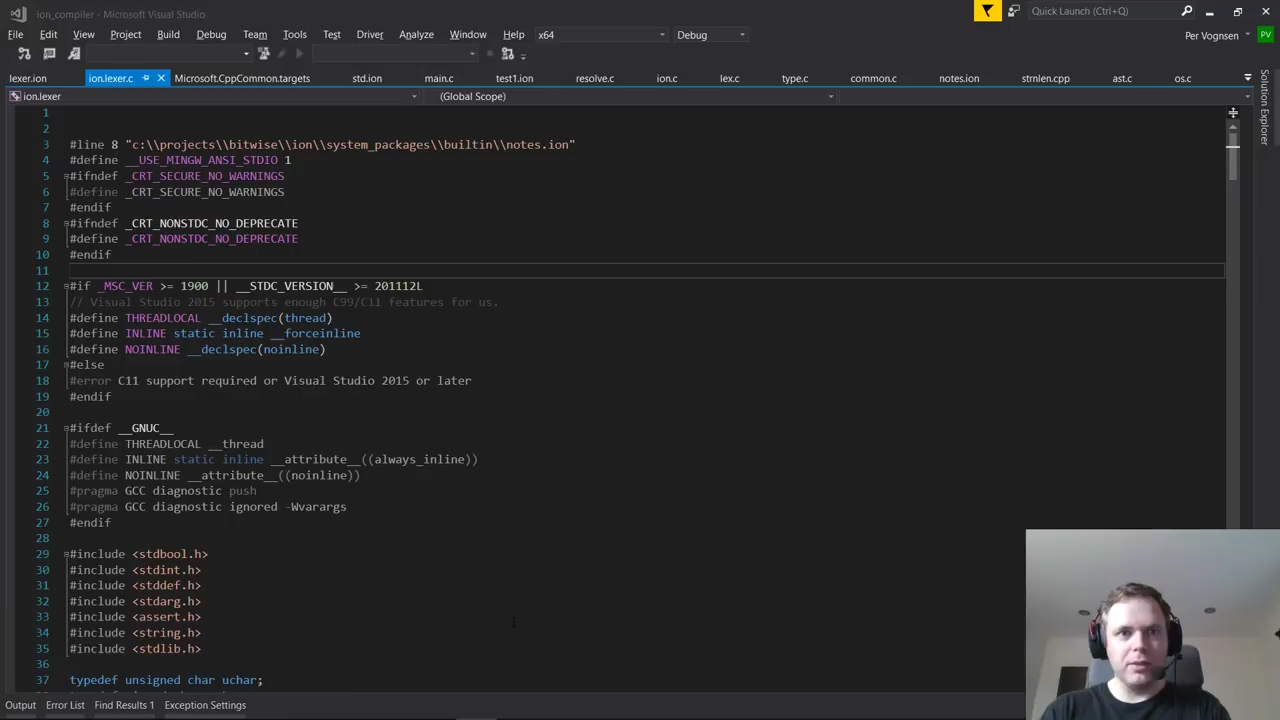 ion_compiler - Microsoft Visual Studio
Quick Launch (Ctrl+Q)
File Edit View Project Build Debug Team Tools Test Driver Analyze Window Help x64 Debug
Per Vognsen PV
lexer.ion ion.lexer.c Microsoft.CppCommon.targets std.ion main.c test1.ion resolve.c ion.c lex.c type.c common.c notes.ion strnlen.cpp ast.c os.c
Solution Explorer
ion.lexer (Global Scope)
1
2
3 #line 8 "c:\\projects\\bitwise\\ion\\system_packages\\builtin\\notes.ion"
4 #define __USE_MINGW_ANSI_STDIO 1
5 #ifndef _CRT_SECURE_NO_WARNINGS
6 #define _CRT_SECURE_NO_WARNINGS
7 #endif
8 #ifndef _CRT_NONSTDC_NO_DEPRECATE
9 #define _CRT_NONSTDC_NO_DEPRECATE
10 #endif
11
12 #if _MSC_VER >= 1900 || __STDC_VERSION__ >= 201112L
13 // Visual Studio 2015 supports enough C99/C11 features for us.
14 #define THREADLOCAL __declspec(thread)
15 #define INLINE static inline __forceinline
16 #define NOINLINE __declspec(noinline)
17 #else
18 #error C11 support required or Visual Studio 2015 or later
19 #endif
20
21 #ifdef __GNUC__
22 #define THREADLOCAL __thread
23 #define INLINE static inline __attribute__((always_inline))
24 #define NOINLINE __attribute__((noinline))
25 #pragma GCC diagnostic push
26 #pragma GCC diagnostic ignored -Wvarargs
27 #endif
28
29 #include <stdbool.h>
30 #include <stdint.h>
31 #include <stddef.h>
32 #include <stdarg.h>
33 #include <assert.h>
34 #include <string.h>
35 #include <stdlib.h>
36
37 typedef unsigned char uchar;
Output Error List Find Results 1 Exception Settings